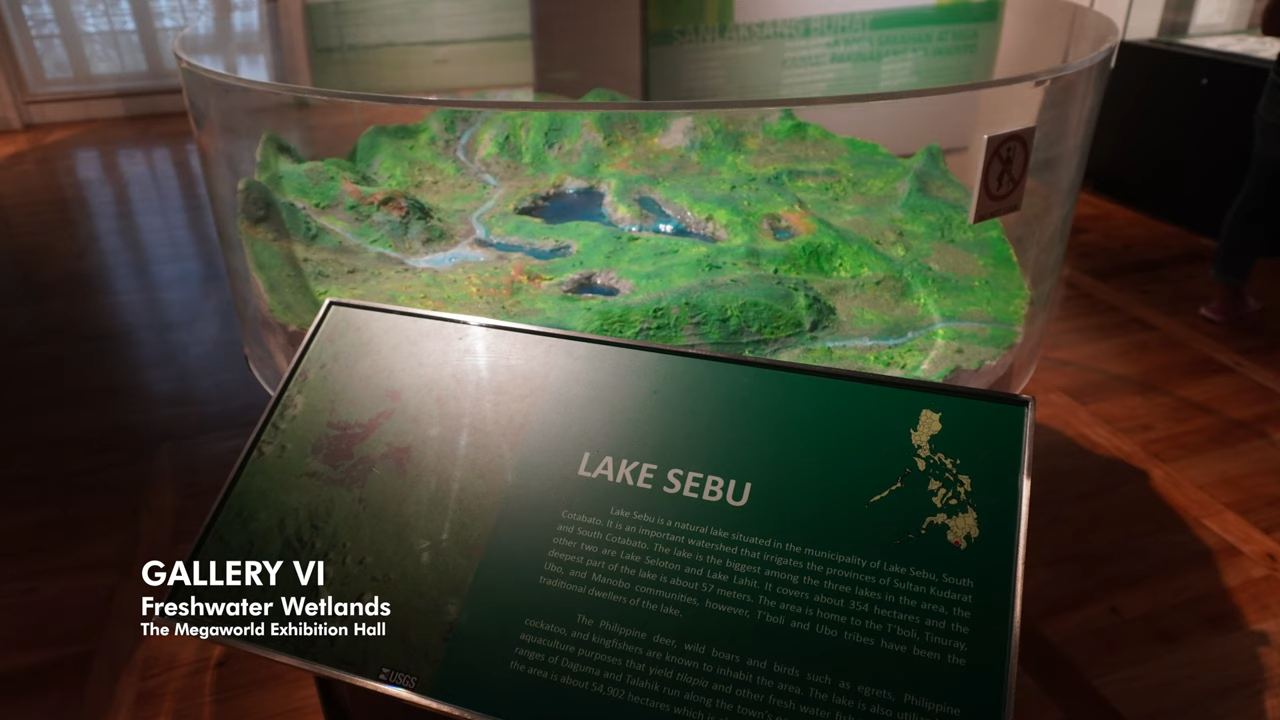 SANLAKSANG BUHAY
LAKE SEBU
Lake Sebu is a natural lake situated in the municipality of Lake Sebu, South
Cotabato. It is an important watershed that irrigates the provinces of Sultan Kudarat
and South Cotabato. The lake is the biggest among the three lakes in the area, the
other two are Lake Seloton and Lake Lahit. It covers about 354 hectares and the
deepest part of the lake is about 57 meters. The area is home to the T'boli, Tinuray,
Ubo, and Manobo communities, however, T'boli and Ubo tribes have been the
traditional dwellers of the lake.
The Philippine deer, wild boars and birds such as egrets, Philippine
cockatoo, and kingfishers are known to inhabit the area. The lake is also
aquaculture purposes that yield tilapia and other fresh water
ranges of Daguma and Talahik run along the town's
the area is about 54,902 hectares which is
USGS
GALLERY VI
Freshwater Wetlands
The Megaworld Exhibition Hall